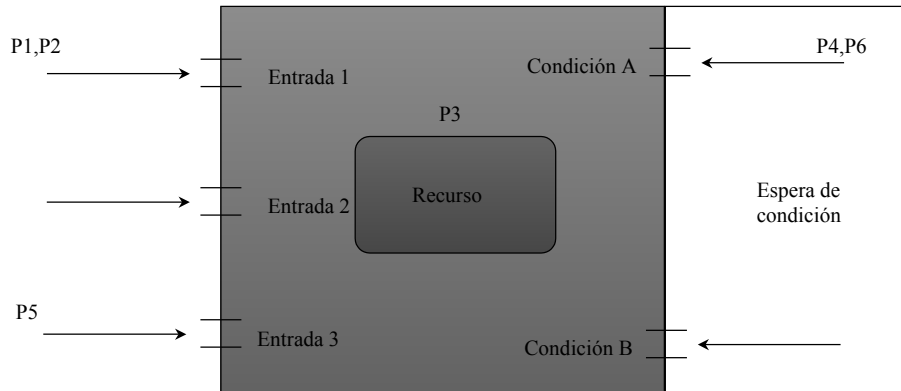 P1,P2
Entrada 1
Condición A
P4,P6
P3
Recurso
Entrada 2
Espera de
condición
P5
Entrada 3
Condición B